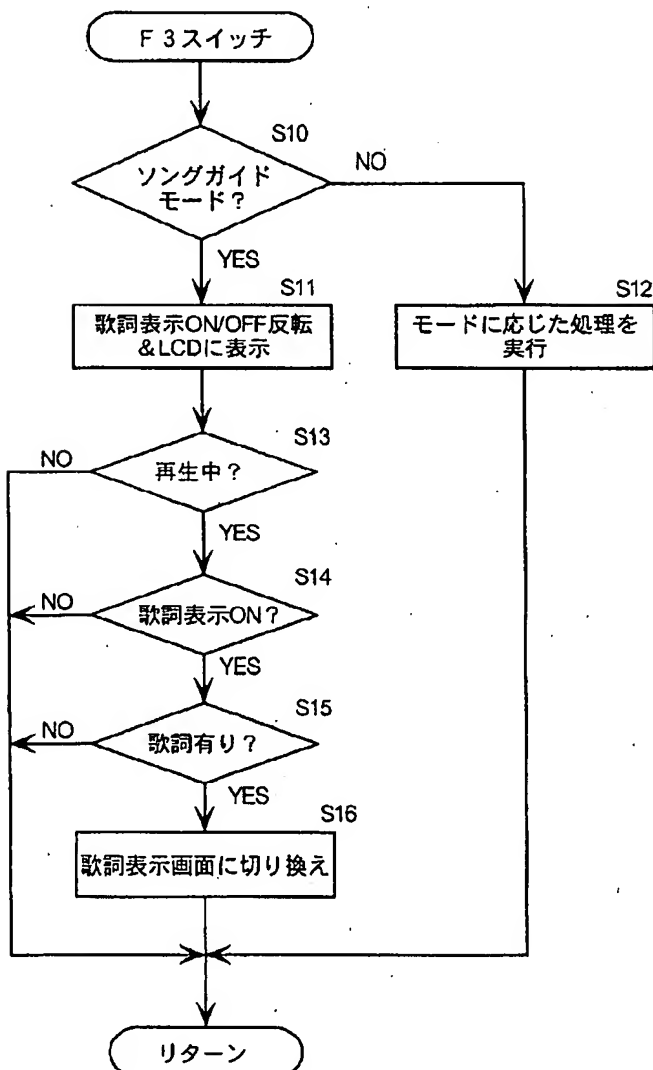 F 3スイッチ
S10
ソングガイド
モード?
NO
YES
S11
歌詞表示ON/OFF反転
&LCDに表示
S12
モードに応じた処理を
実行
S13
NO
再生中?
YES
S14
NO
歌詞表示ON?
YES
S15
NO
歌詞有り?
YES
S16
歌詞表示画面に切り換え
リターン